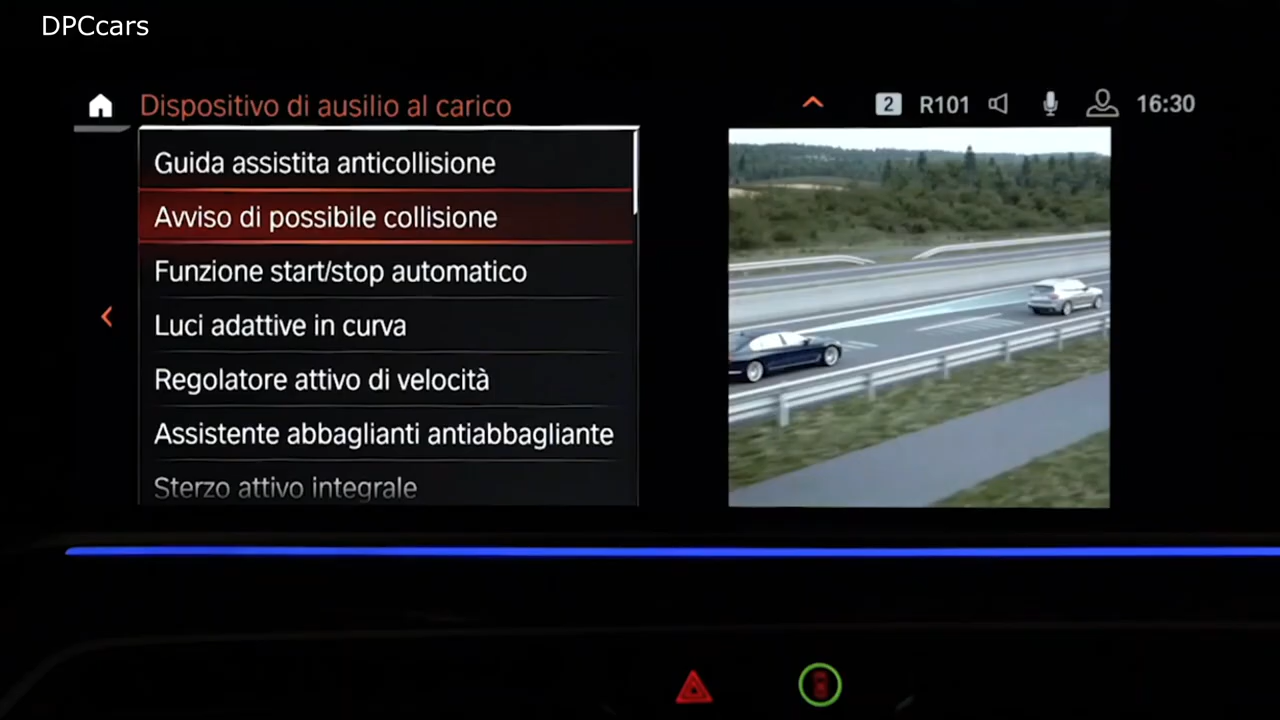 DPCcars
Dispositivo di ausilio al carico
2 R101 16:30
Guida assistita anticollisione
Avviso di possibile collisione
Funzione start/stop automatico
Luci adattive in curva
Regolatore attivo di velocità
Assistente abbaglianti antiabbagliante
Sterzo attivo integrale